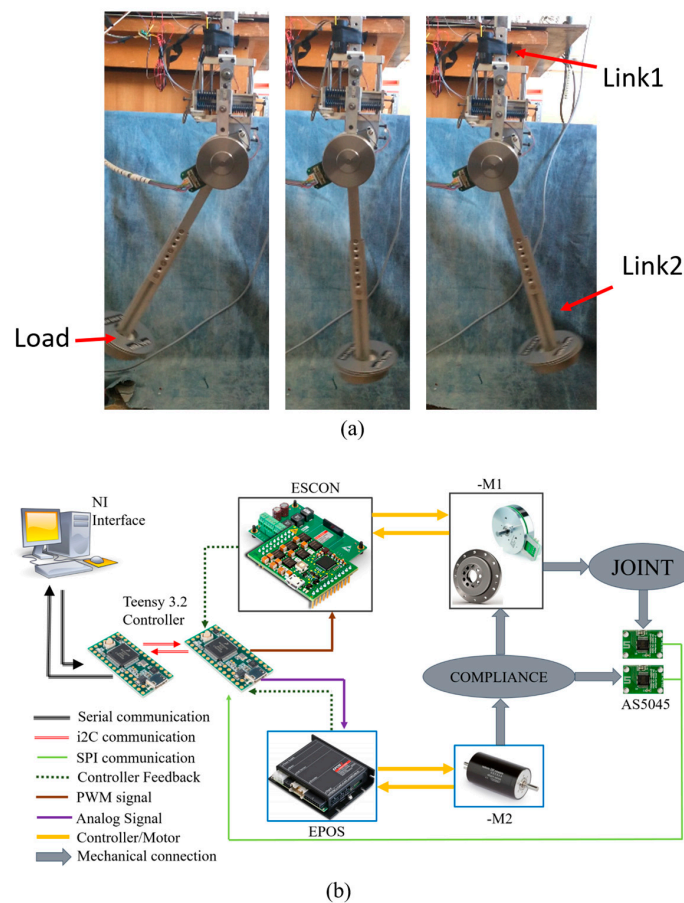 Link1
Link2
Load
(a)
ESCON
-M1
NI
Interface
JOINT
Teensy 3.2
Controller
COMPLIANCE
AS5045
Serial communication
i2C communication
SPI communication
Controller Feedback
PWM signal
Analog Signal
Controller/Motor
Mechanical connection
EPOS
-M2
(b)